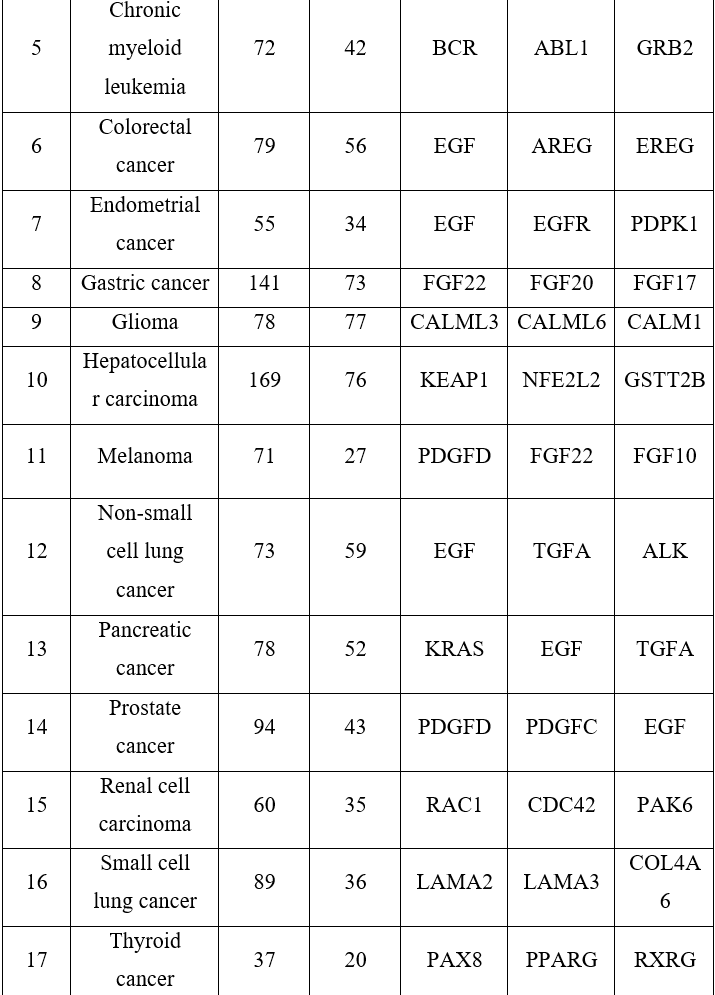 Chronic
5 myeloid 72 42 BCR ABL1 GRB2
leukemia
Colorectal
6 79 56 EGF AREG EREG
cancer
Endometrial
7 55 34 EGF EGFR PDPK1
cancer
8 Gastric cancer 141 73 FGF22 FGF20 FGF17
9 Glioma 78 77 CALML3 CALML6 CALM1
Hepatocellula
10 169 76 KEAP1 NFE2L2 GSTT2B
r carcinoma
11 Melanoma 71 27 PDGFD FGF22 FGF10
Non-small
12 cell lung 73 59 EGF TGFA ALK
cancer
Pancreatic
13 78 52 KRAS EGF TGFA
cancer
Prostate
14 94 43 PDGFD PDGFC EGF
cancer
Renal cell
15 60 35 RAC1 CDC42 PAK6
carcinoma
Small cell COL4A
16 89 36 LAMA2 LAMA3
lung cancer 6
Thyroid
17 37 20 PAX8 PPARG RXRG
cancer